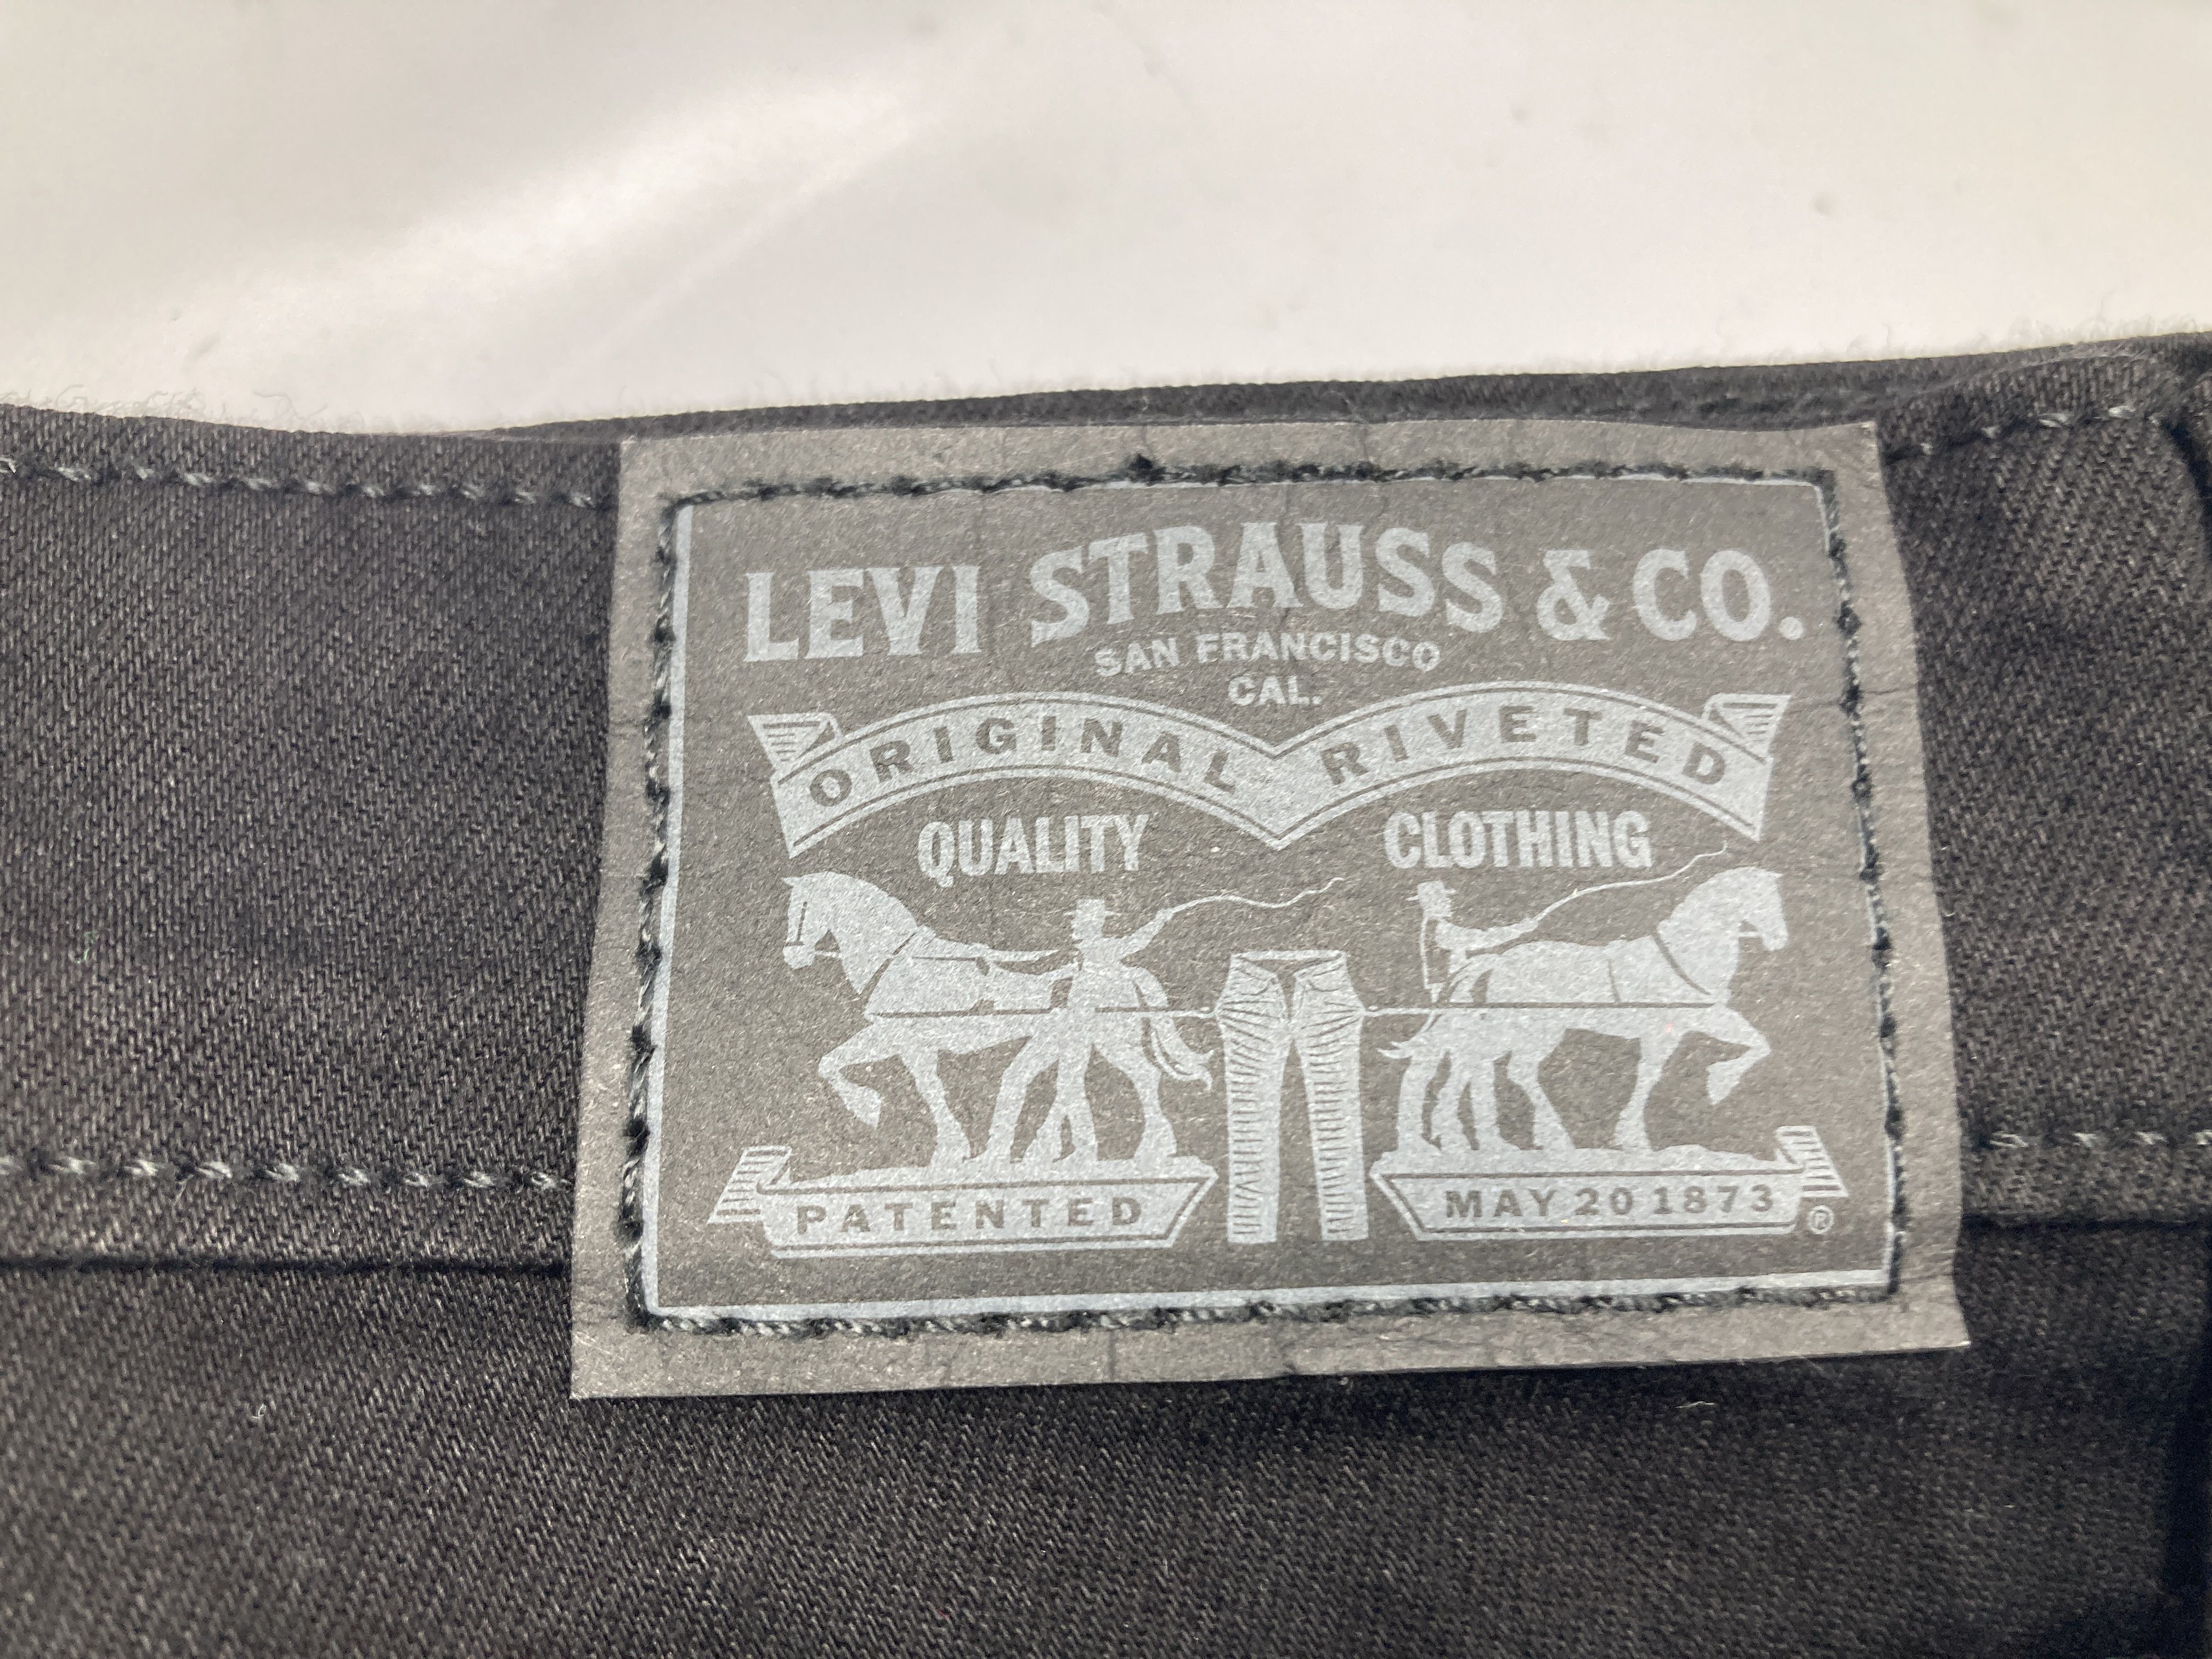 LEVI STRAUSS & CO.
SAN FRANCISCO
CAL.
ORIGINAL RIVETED
QUALITY CLOTHING
PATENTED MAY 20 1873 ®